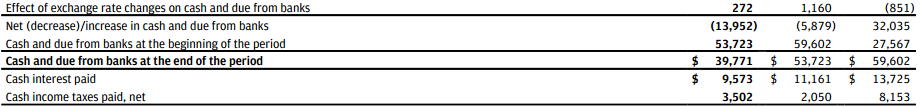 Effect of exchange rate changes on cash and due from banks 272 1,160 (851)
Net (decrease)/increase in cash and due from banks (13,952) (5,879) 32,035
Cash and due from banks at the beginning of the period 53,723 59,602 27,567
Cash and due from banks at the end of the period $ 39,771 $ 53,723 $ 59,602
Cash interest paid $ 9,573 $ 11,161 $ 13,725
Cash income taxes paid, net 3,502 2,050 8,153